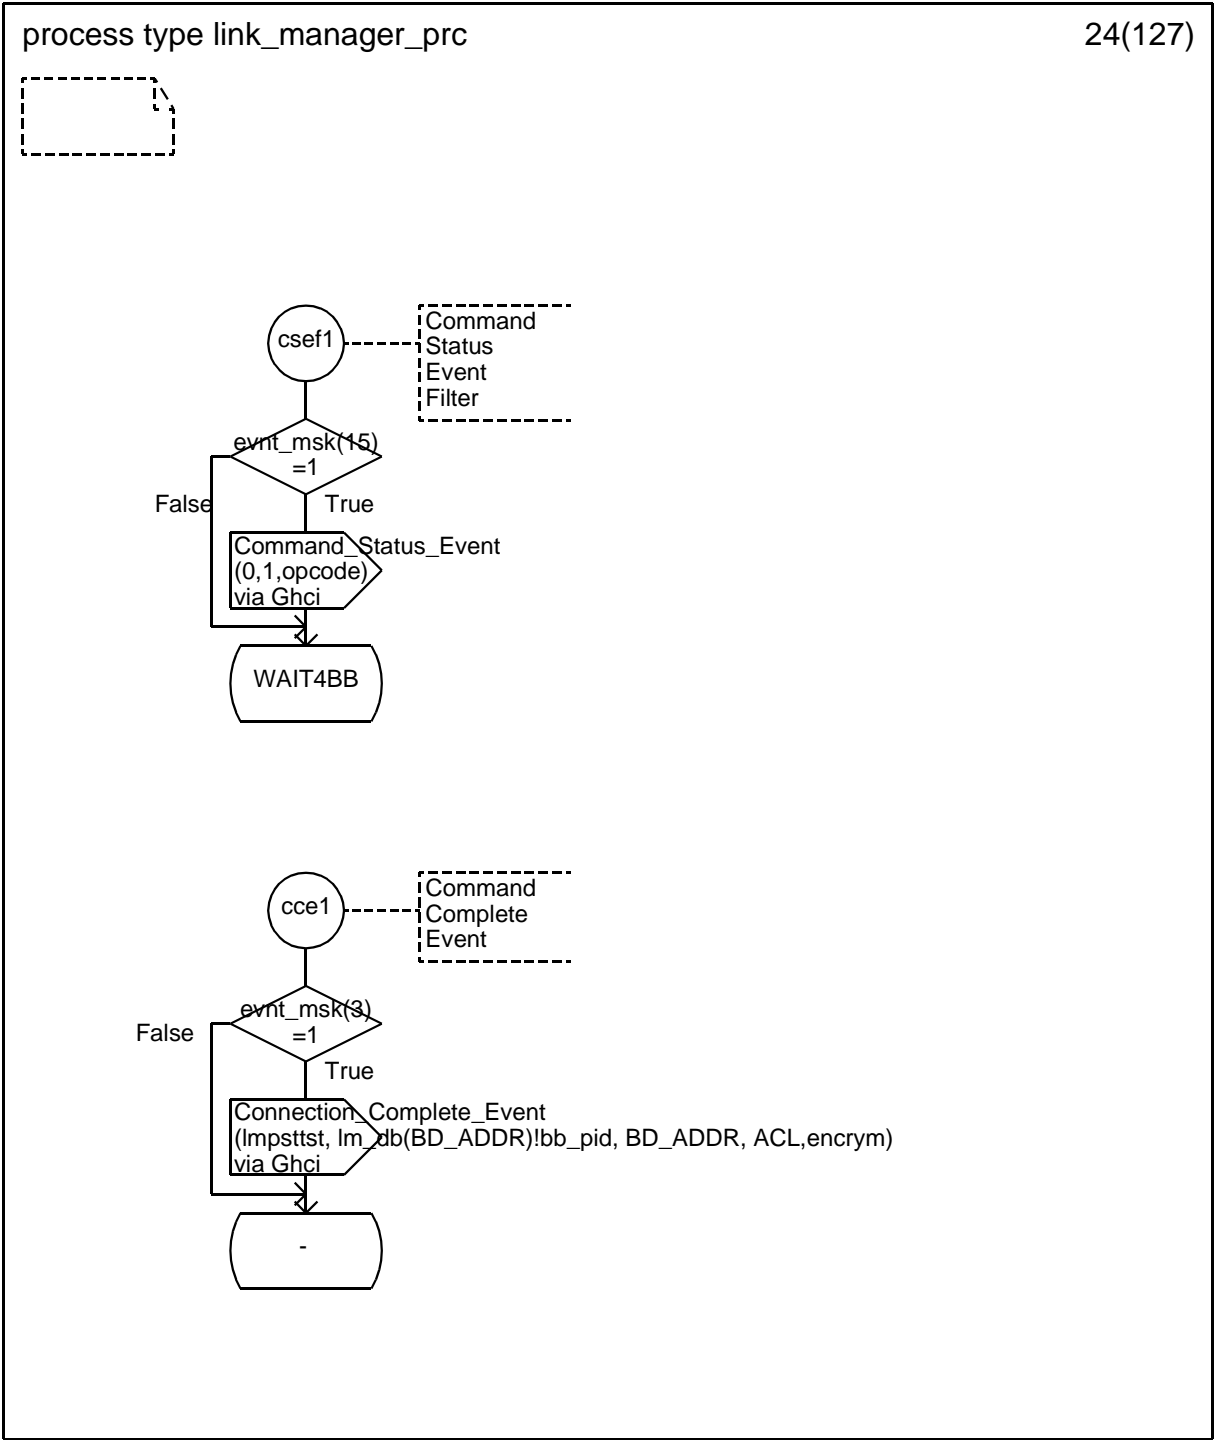 process type link_manager_prc
24(127)
csef1
Command
Status
Event
Filter
evnt_msk(15)
=1
False
True
Command_Status_Event
(0,1,opcode)
via Ghci
WAIT4BB
cce1
Command
Complete
Event
evnt_msk(3)
=1
False
True
Connection_Complete_Event
(lmpsttst, lm_db(BD_ADDR)!bb_pid, BD_ADDR, ACL,encrym)
via Ghci
-